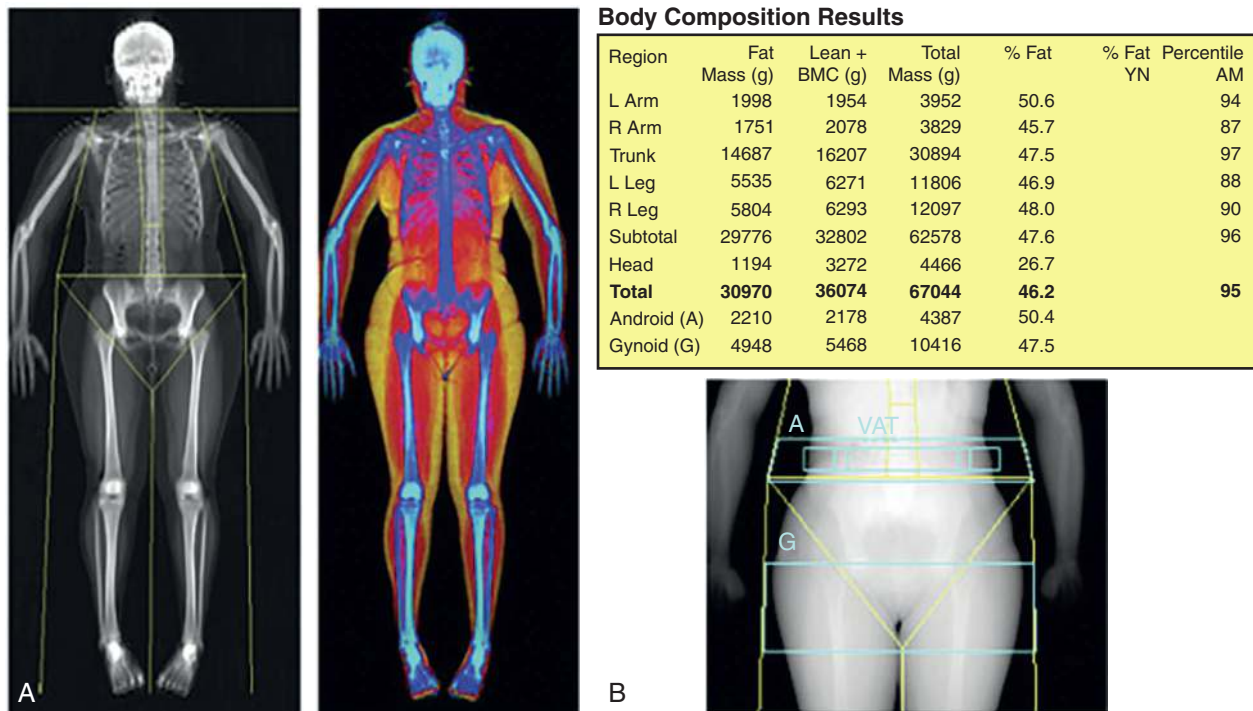 Body Composition Results
Region Fat Mass (g) Lean + BMC (g) Total Mass (g) % Fat % Fat YN Percentile AM
L Arm 1998 1954 3952 50.6 94
R Arm 1751 2078 3829 45.7 87
Trunk 14687 16207 30894 47.5 97
L Leg 5535 6271 11806 46.9 88
R Leg 5804 6293 12097 48.0 90
Subtotal 29776 32802 62578 47.6 96
Head 1194 3272 4466 26.7
Total 30970 36074 67044 46.2 95
Android (A) 2210 2178 4387 50.4
Gynoid (G) 4948 5468 10416 47.5
A VAT
G
A
B